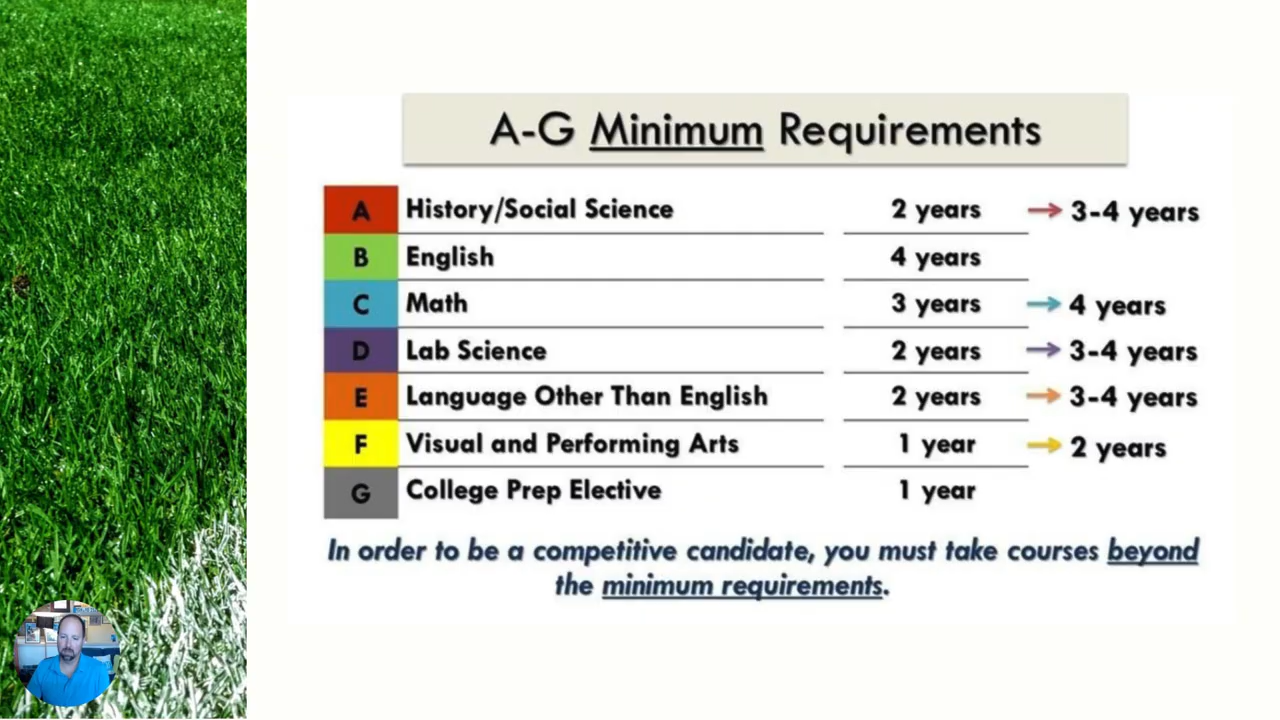 A-G Minimum Requirements
A History/Social Science 2 years → 3-4 years
B English 4 years
C Math 3 years → 4 years
D Lab Science 2 years → 3-4 years
E Language Other Than English 2 years → 3-4 years
F Visual and Performing Arts 1 year → 2 years
G College Prep Elective 1 year
In order to be a competitive candidate, you must take courses beyond
the minimum requirements.